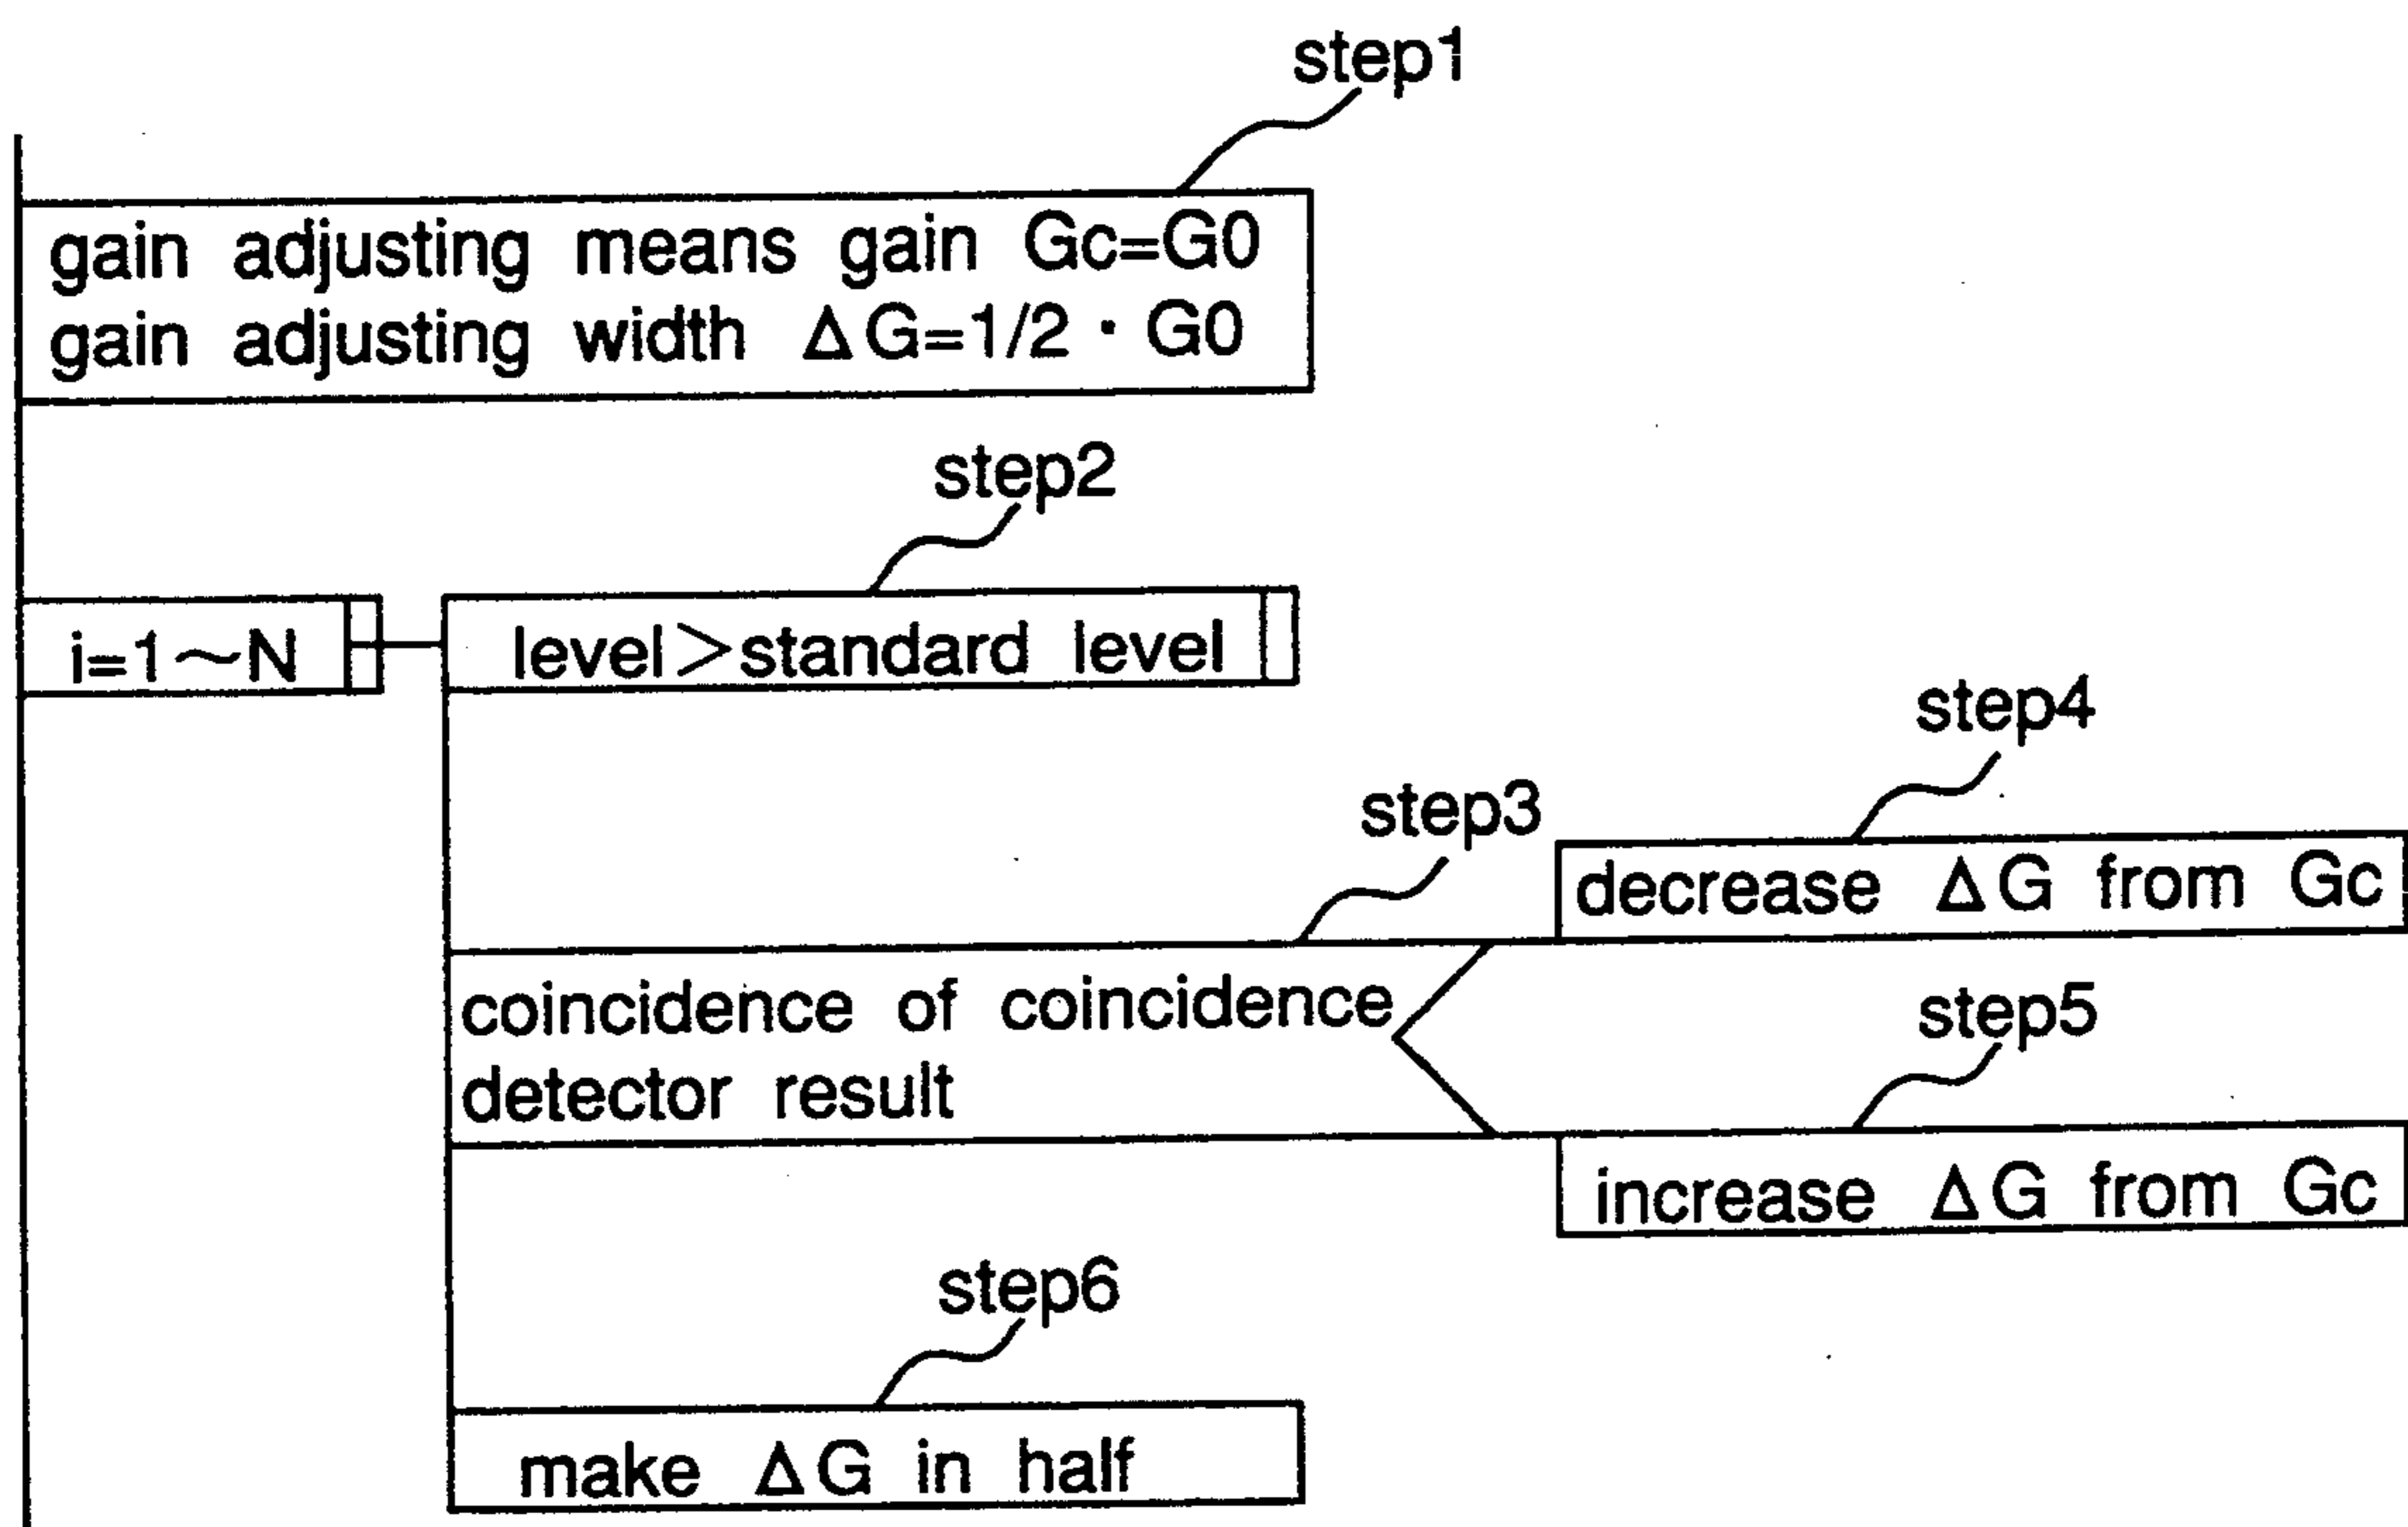 step1
gain adjusting means gain Gc=G0
gain adjusting width ΔG=1/2・G0
step2
i=1～N
level>standard level
step4
step3
decrease ΔG from Gc
coincidence of coincidence
detector result
step5
increase ΔG from Gc
step6
make ΔG in half